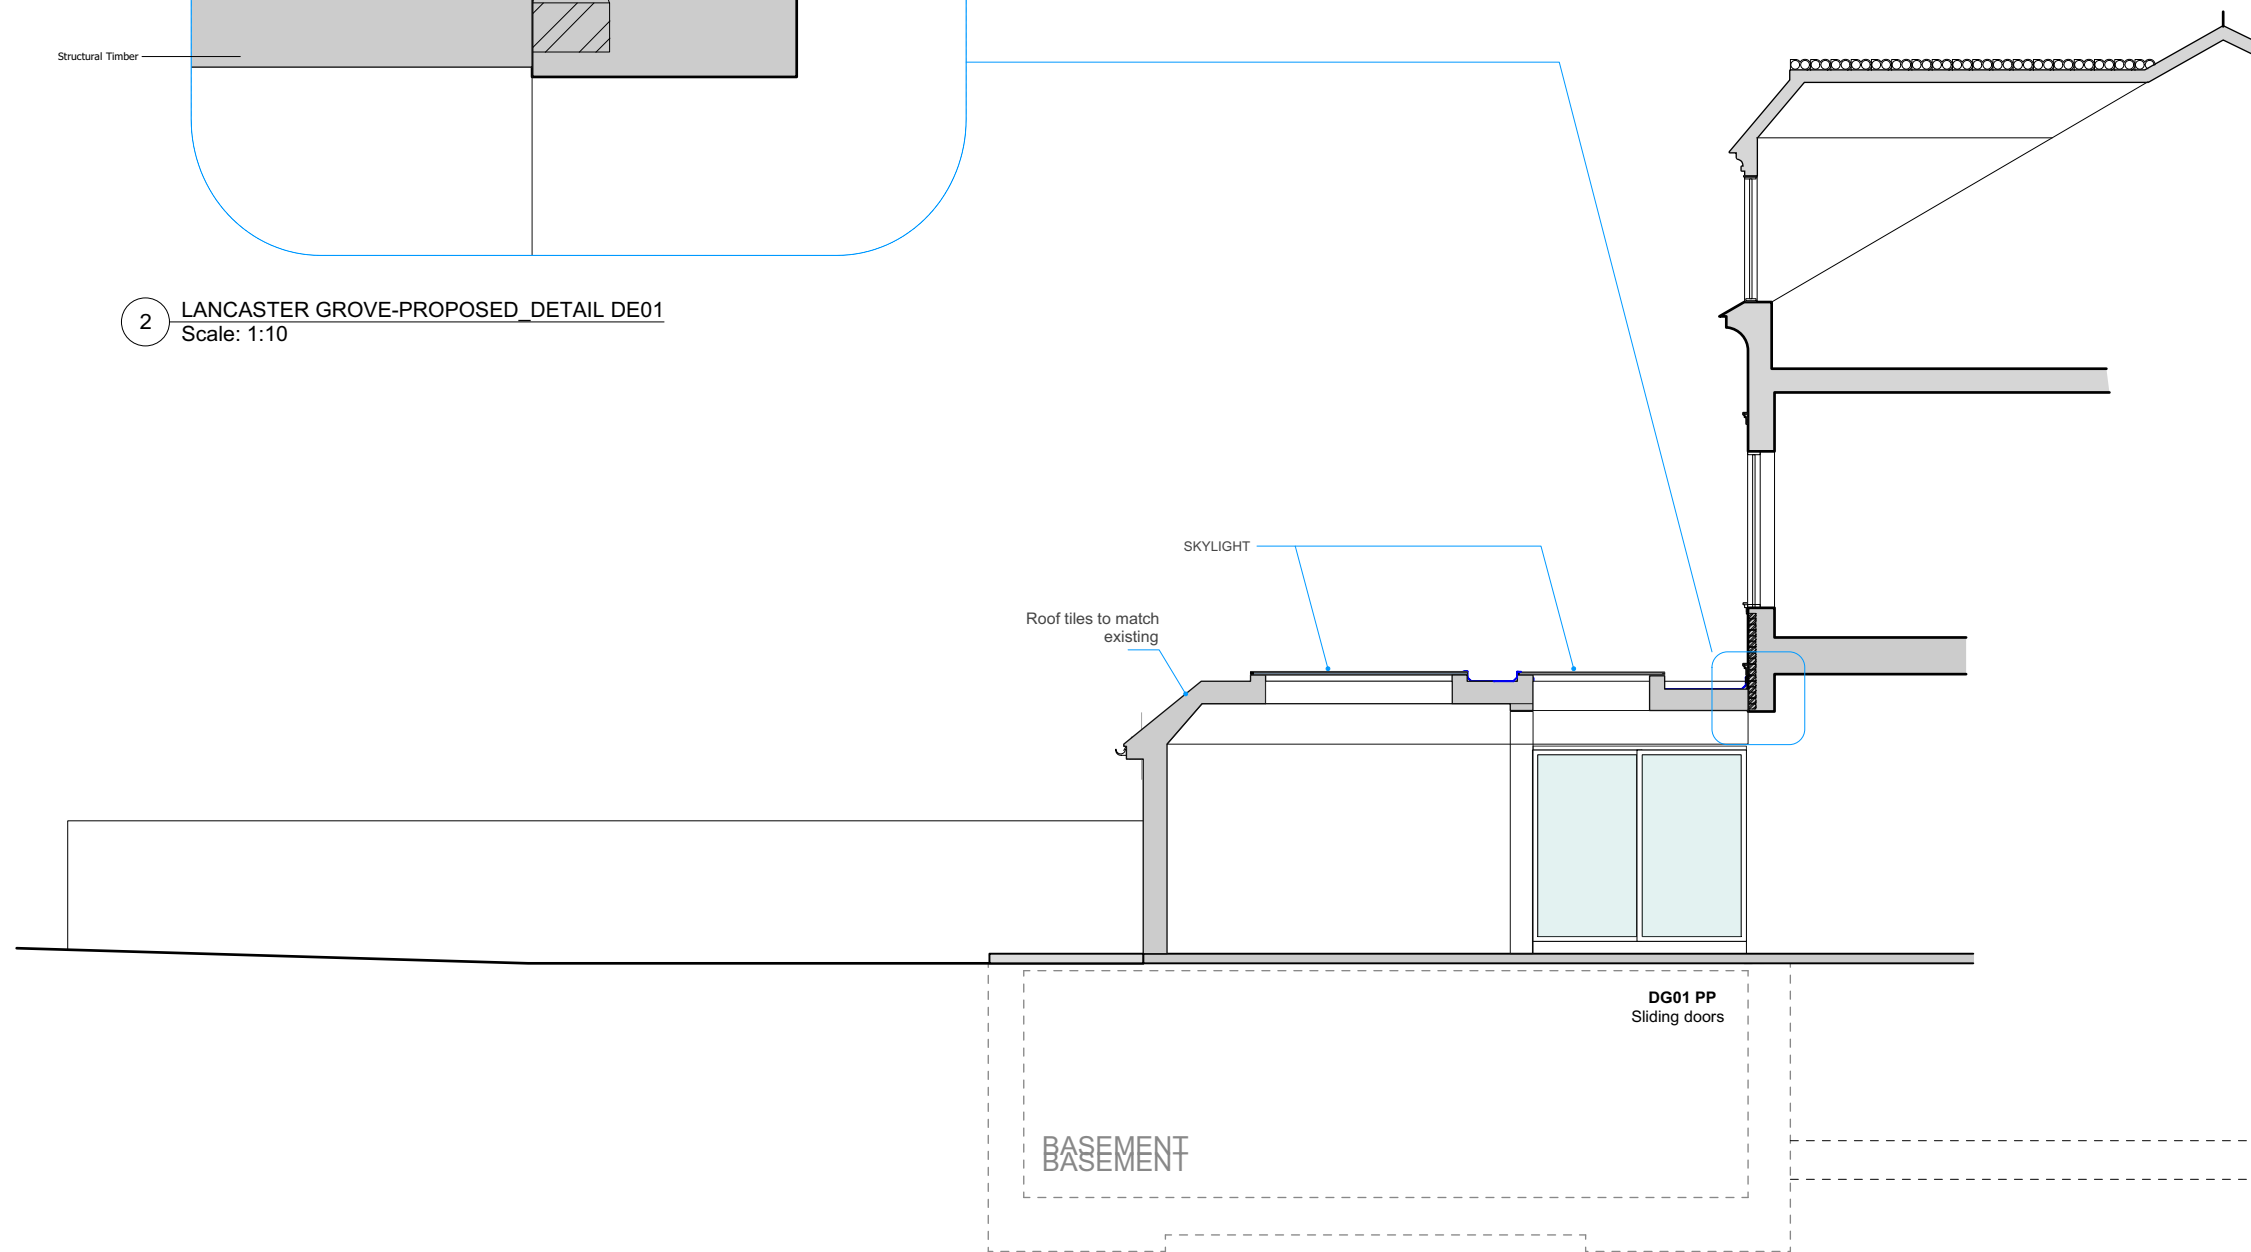 Structural Timber
2
LANCASTER GROVE-PROPOSED_DETAIL DE01
Scale: 1:10
SKYLIGHT
Roof tiles to match
existing
DG01 PP
Sliding doors
BASEMENT
BASEMENT